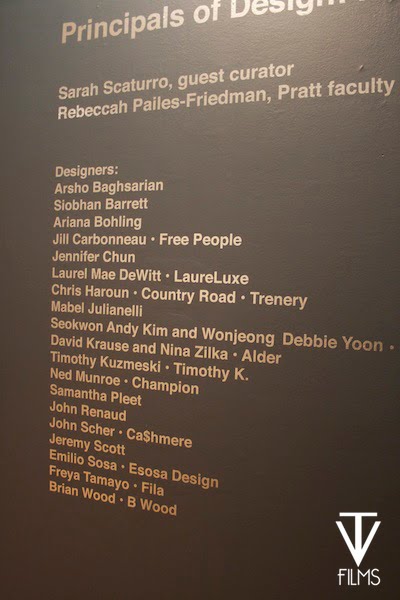 Principals of Design
Sarah Scaturro, guest curator
Rebeccah Pailes-Friedman, Pratt faculty
Designers:
Arsho Baghsarian
Siobhan Barrett
Ariana Bohling
Jill Carbonneau • Free People
Jennifer Chun
Laurel Mae DeWitt • LaureLuxe
Chris Haroun • Country Road • Trenery
Mabel Julianelli
Seokwon Andy Kim and Wonjeong Debbie Yoon •
David Krause and Nina Zilka • Alder
Timothy Kuzmeski • Timothy K.
Ned Munroe • Champion
Samantha Pleet
John Renaud
John Scher • Ca$hmere
Jeremy Scott
Emilio Sosa • Esosa Design
Freya Tamayo • Fila
Brian Wood • B Wood
TV
FILMS